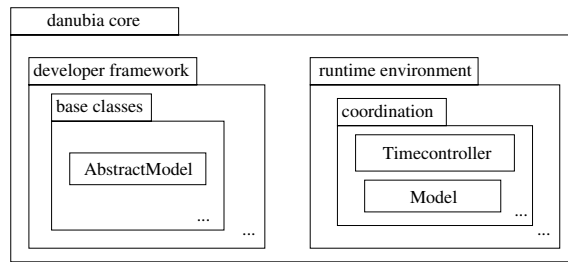 danubia core
developer framework
base classes
AbstractModel
...
...
runtime environment
coordination
Timecontroller
Model
...
...